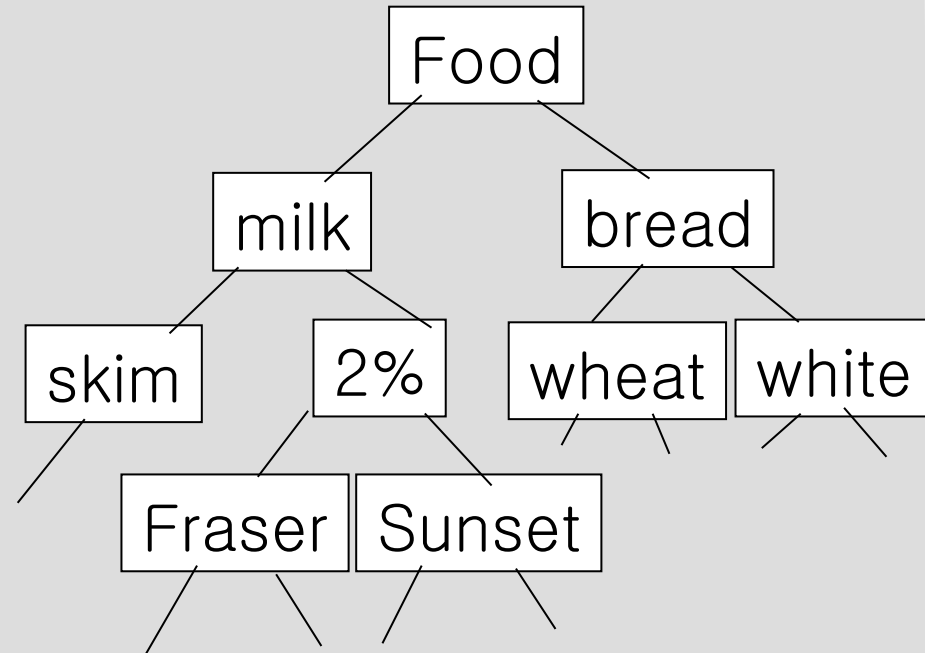 Food
milk
bread
skim
2%
wheat
white
Fraser
Sunset